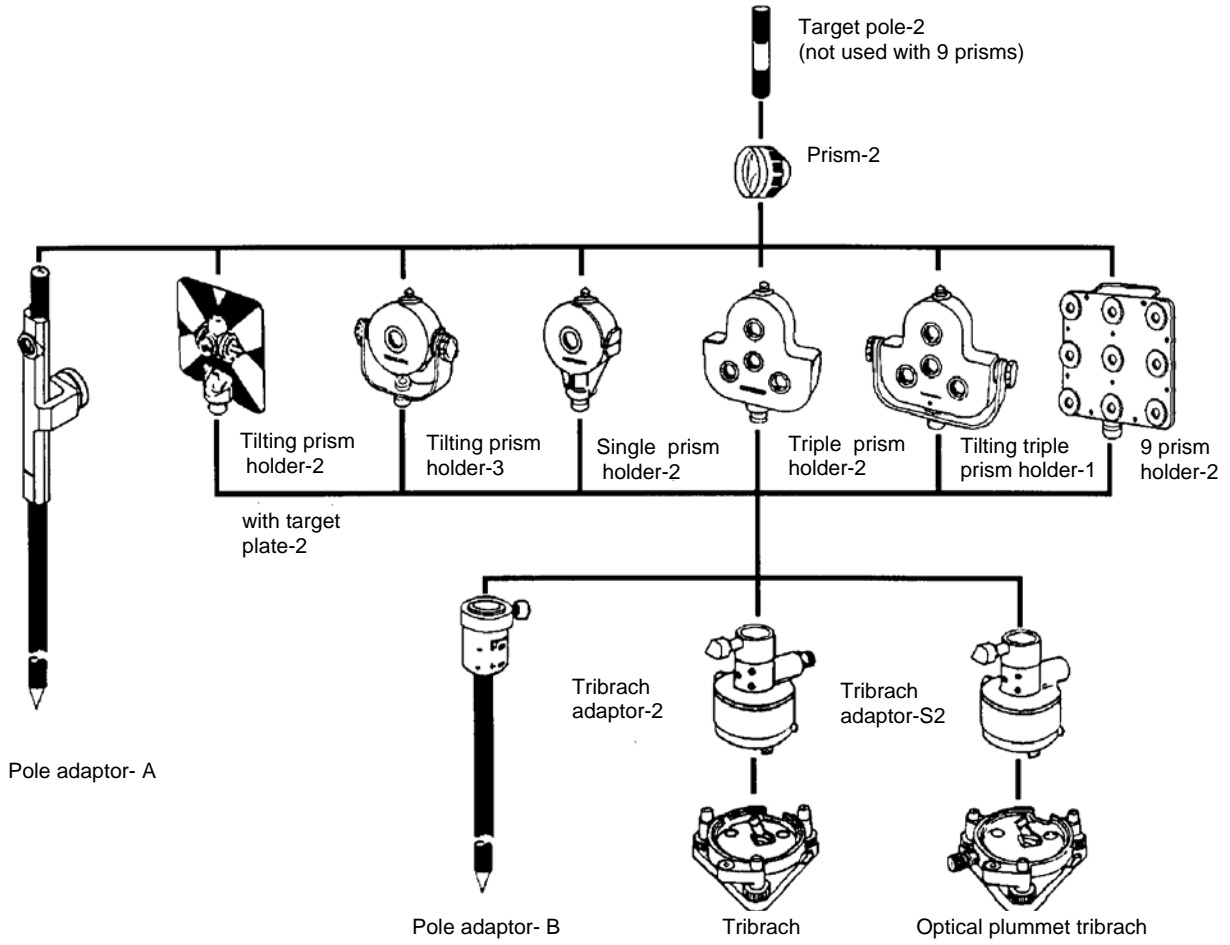 Target pole-2
(not used with 9 prisms)
Prism-2
Tilting prism
holder-2
Tilting prism
holder-3
Single prism
holder-2
Triple prism
holder-2
Tilting triple
prism holder-1
9 prism
holder-2
with target
plate-2
Tribrach
adaptor-2
Tribrach
adaptor-S2
Pole adaptor- A
Pole adaptor- B
Tribrach
Optical plummet tribrach